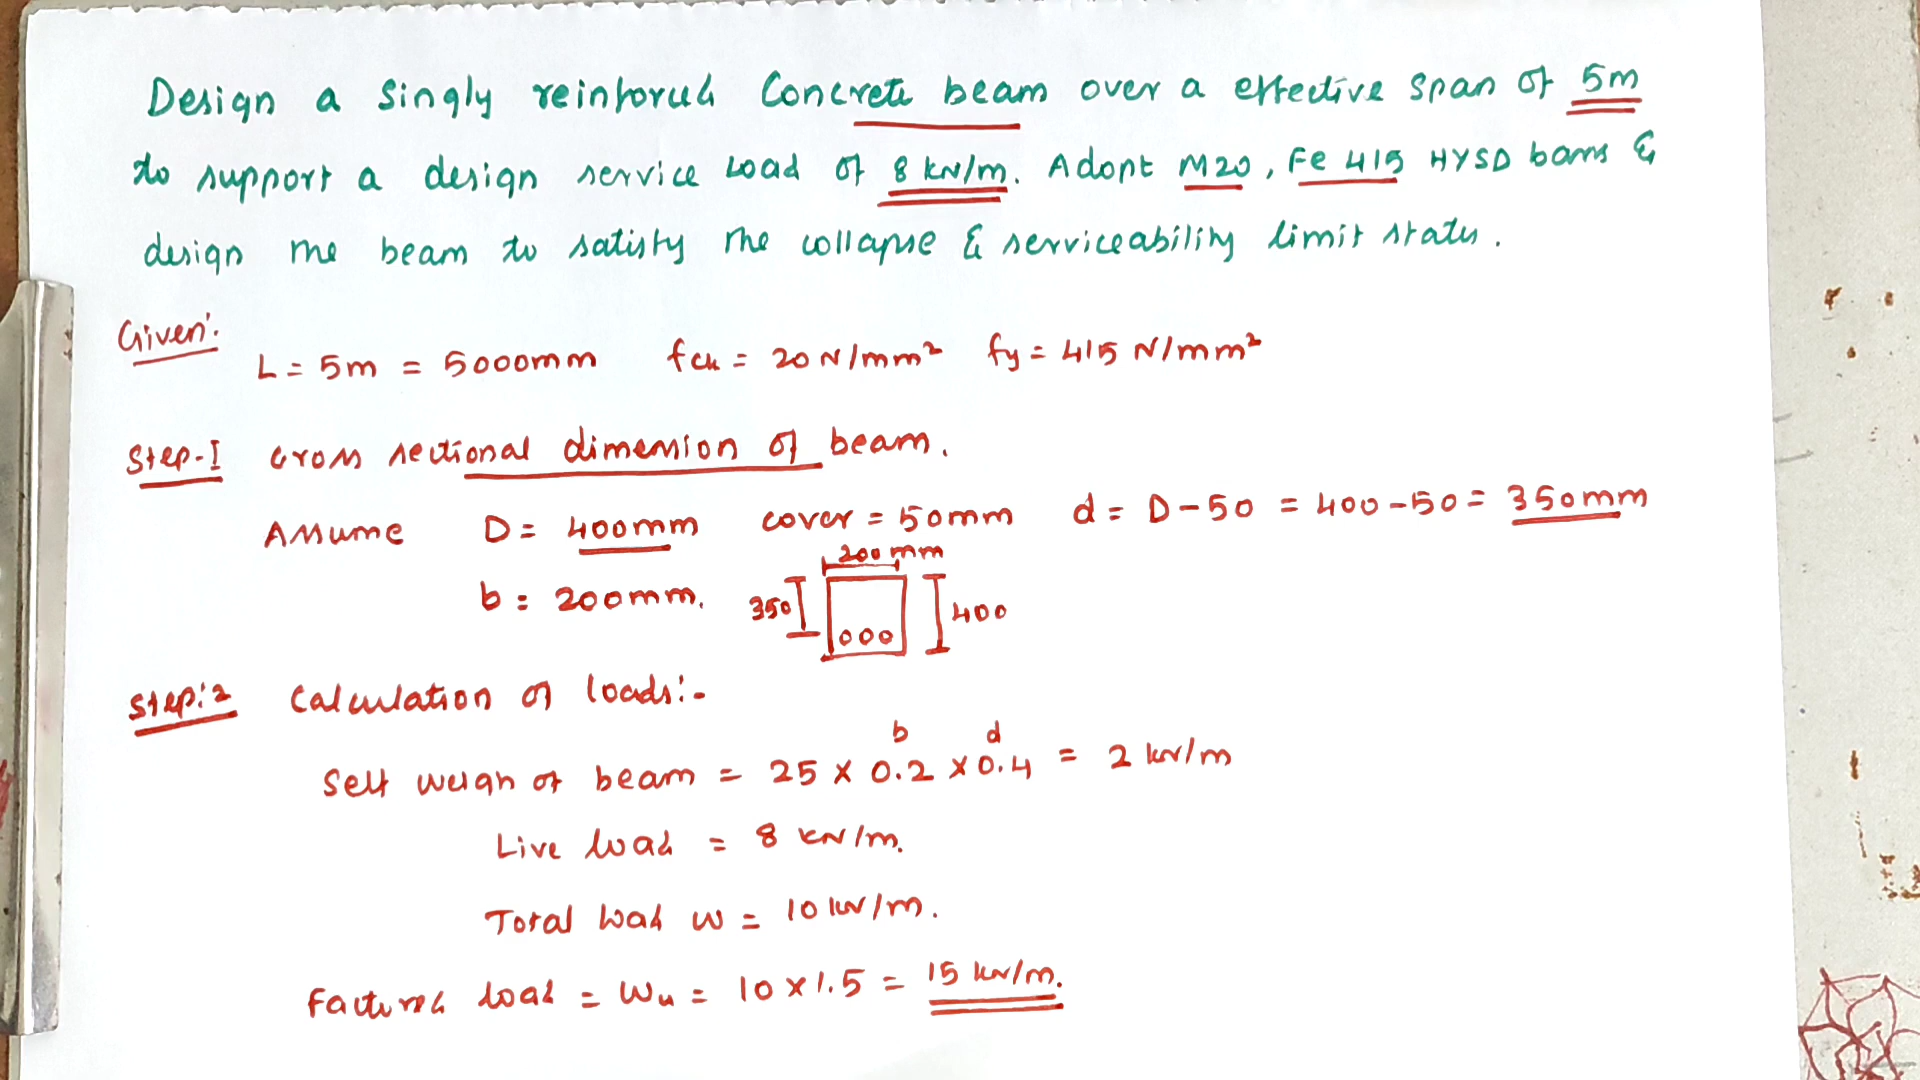 Design a Singly reinforced Concrete beam over a effective span of 5m
to support a design service Load of 8 kN/m. Adopt M20, Fe 415 HYSD bars &
design the beam to satisfy the collapse & serviceability limit states.
Given:
L = 5m = 5000mm fck = 20 N/mm² fy = 415 N/mm²
Step-I Cross sectional dimension of beam.
Assume D = 400mm cover = 50mm d = D-50 = 400-50 = 350mm
200 mm
b = 200mm. 350 400
Step:2 Calculation of loads:-
b d
Self weigh of beam = 25 x 0.2 x 0.4 = 2 kN/m
Live load = 8 kN/m.
Total load w = 10 kN/m.
Factored load = Wu = 10 x 1.5 = 15 kN/m.